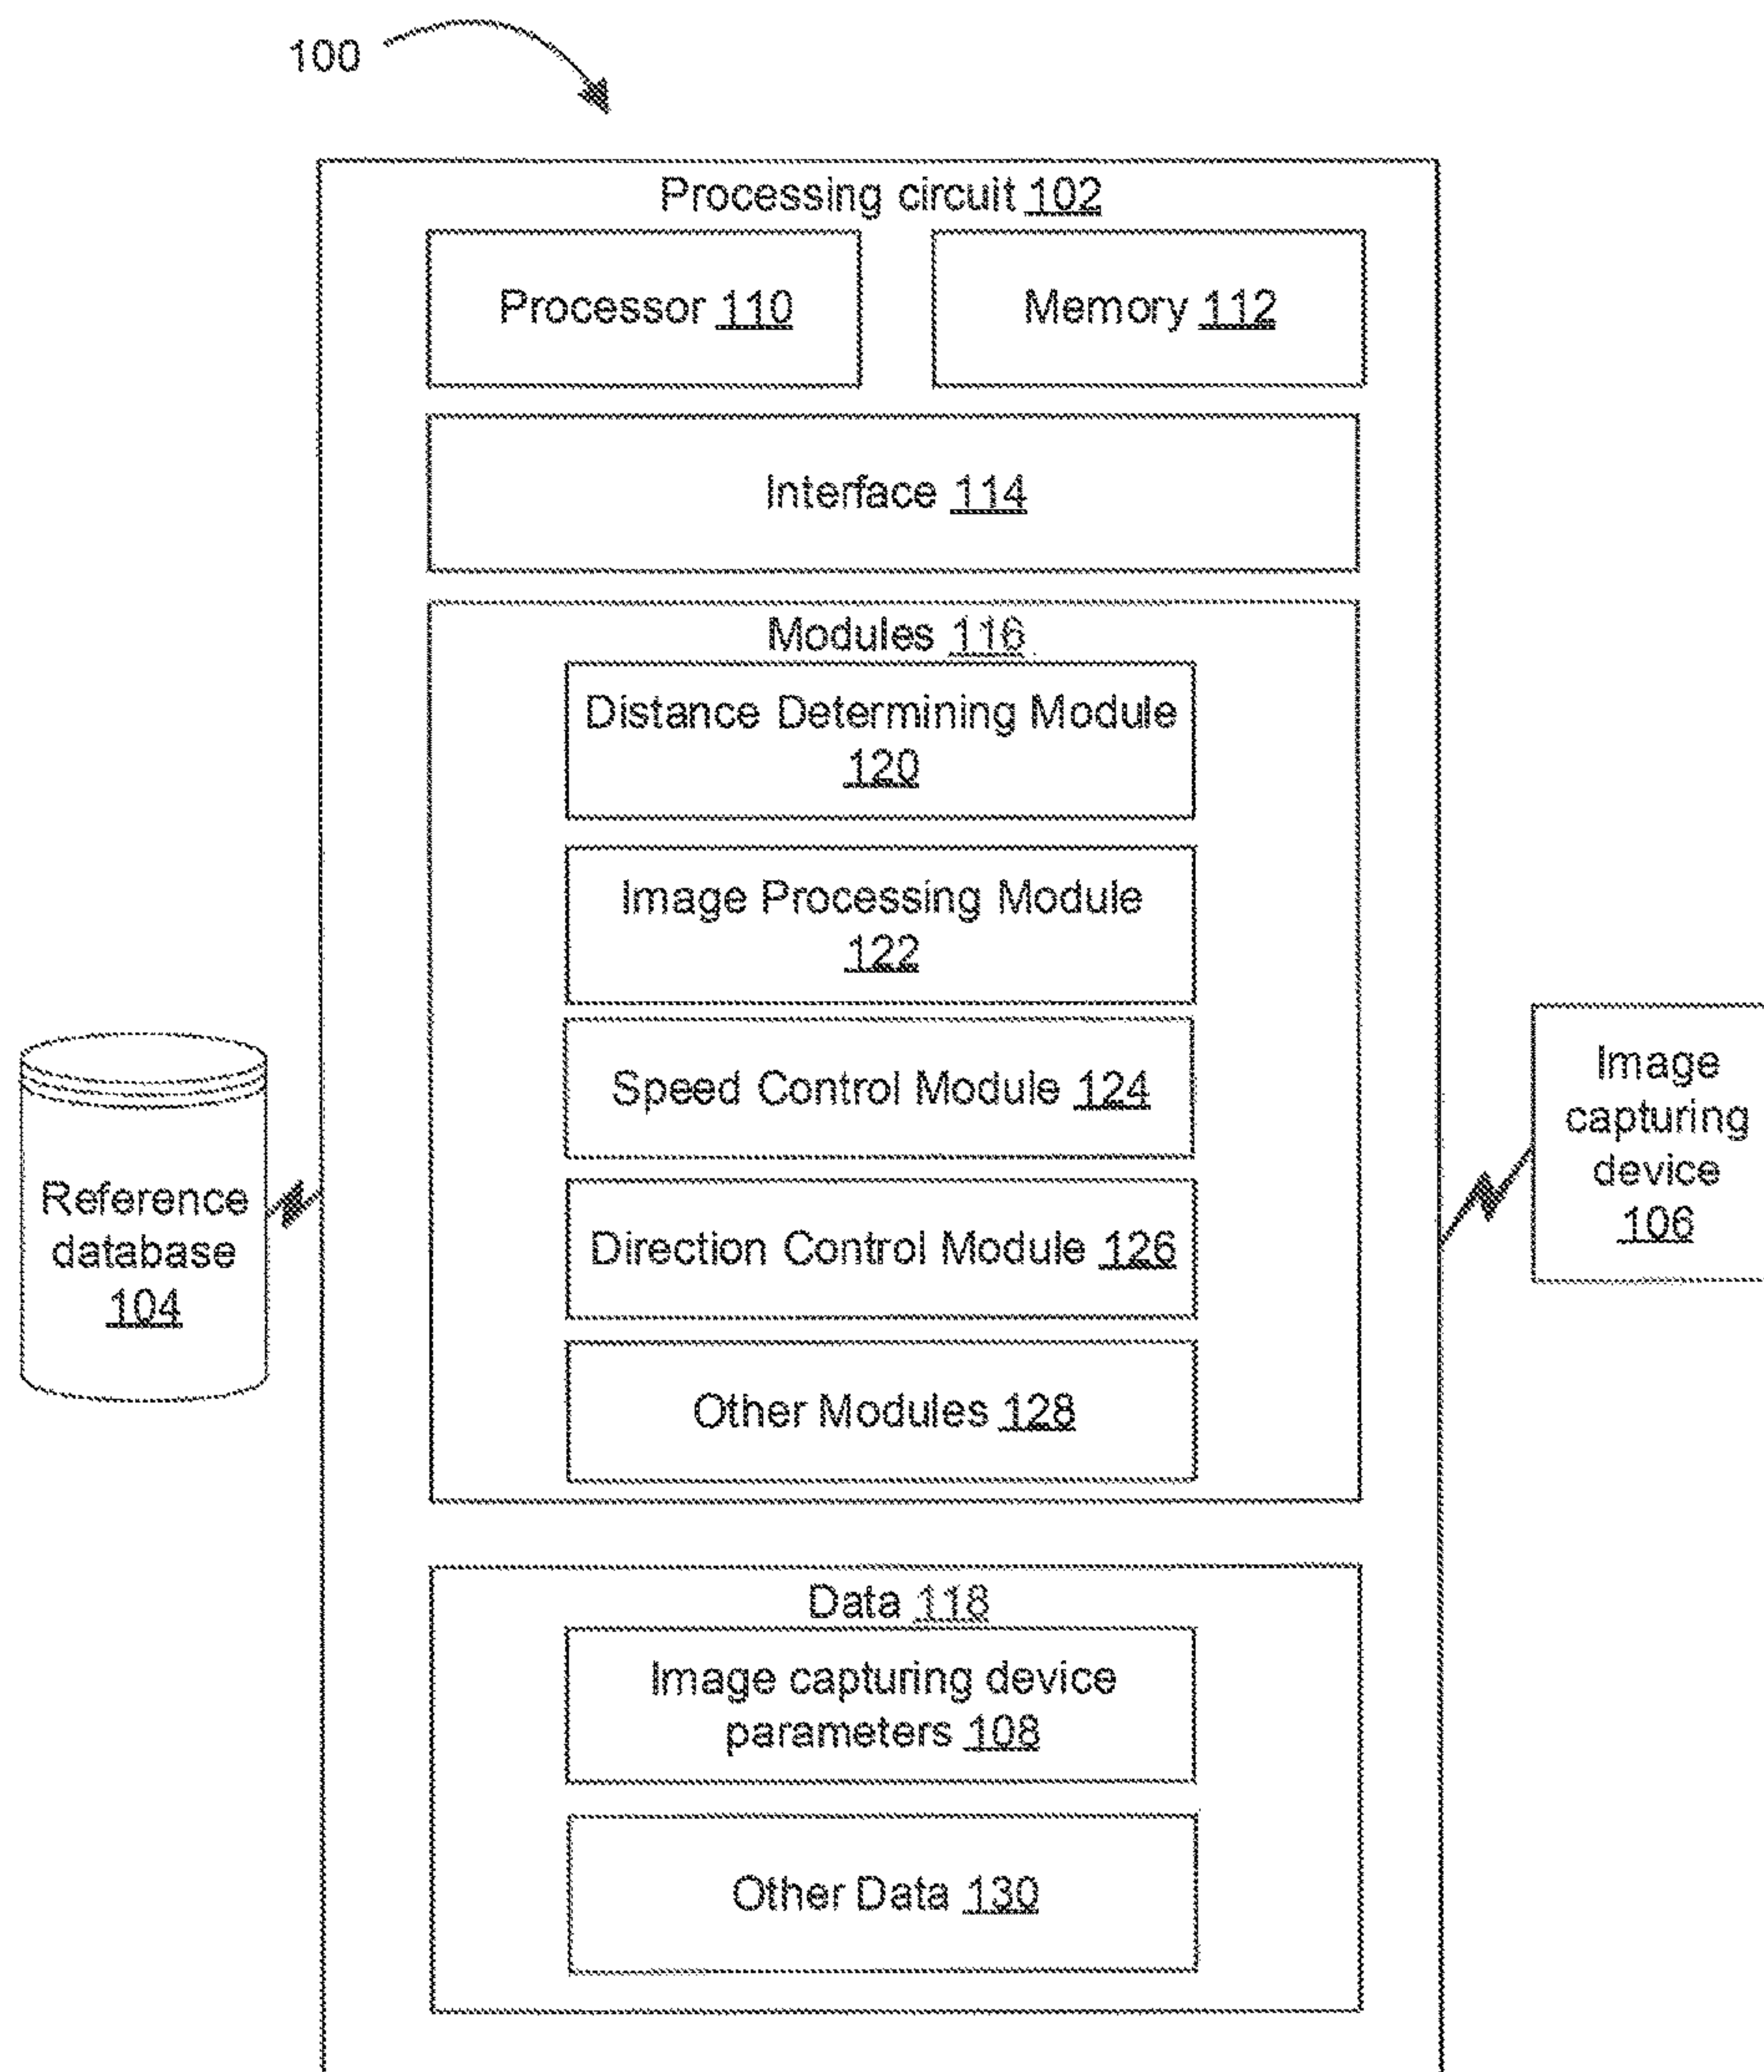 100
Processing circuit 102
Processor 110
Memory 112
Interface 114
Modules 116
Distance Determining Module
120
Image Processing Module
122
Speed Control Module 124
Direction Control Module 126
Other Modules 128
Reference
database
104
Image
capturing
device
106
Data 118
Image capturing device
parameters 108
Other Data 130